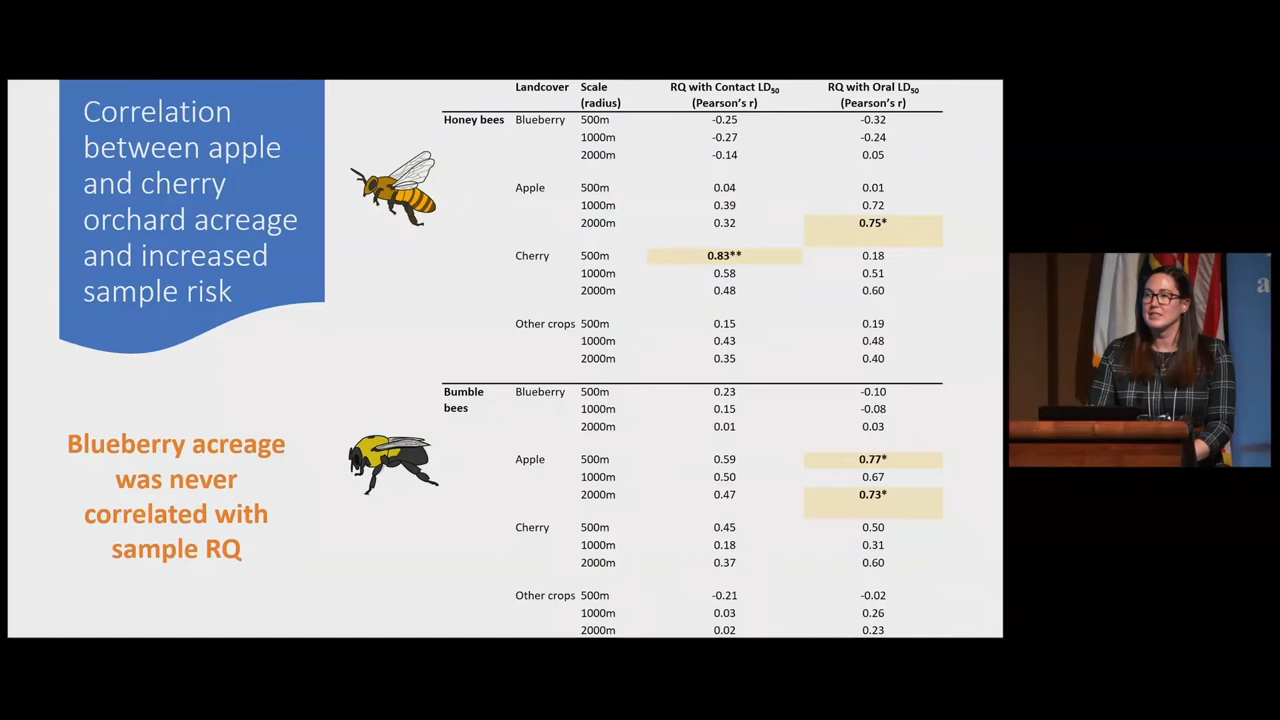 Correlation
between apple
and cherry
orchard acreage
and increased
sample risk
Blueberry acreage
was never
correlated with
sample RQ
Landcover Scale (radius) RQ with Contact LD50 (Pearson's r) RQ with Oral LD50 (Pearson's r)
Honey bees Blueberry 500m -0.25 -0.32
1000m -0.27 -0.24
2000m -0.14 0.05
Apple 500m 0.04 0.01
1000m 0.39 0.72
2000m 0.32 0.75*
Cherry 500m 0.83** 0.18
1000m 0.58 0.51
2000m 0.48 0.60
Other crops 500m 0.15 0.19
1000m 0.43 0.48
2000m 0.35 0.40
Bumble bees Blueberry 500m 0.23 -0.10
1000m 0.15 -0.08
2000m 0.01 0.03
Apple 500m 0.59 0.77*
1000m 0.50 0.67
2000m 0.47 0.73*
Cherry 500m 0.45 0.50
1000m 0.18 0.31
2000m 0.37 0.60
Other crops 500m -0.21 -0.02
1000m 0.03 0.26
2000m 0.02 0.23